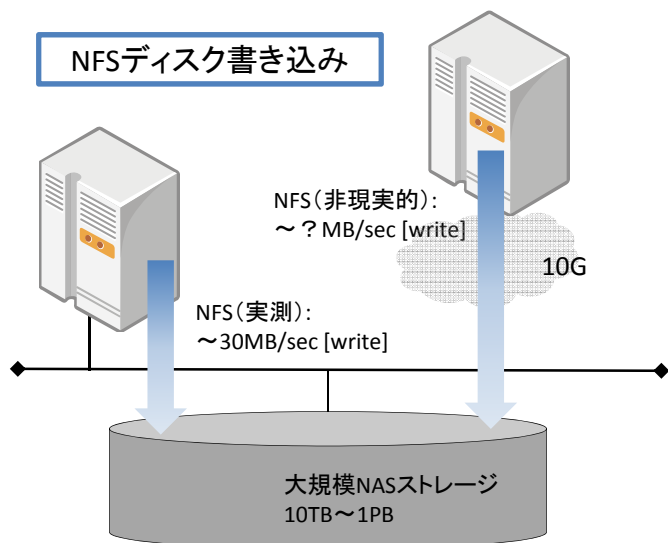 NFSディスク書き込み
NFS（非現実的）:
～？MB/sec [write]
10G
NFS（実測）:
～30MB/sec [write]
大規模NASストレージ
10TB～1PB